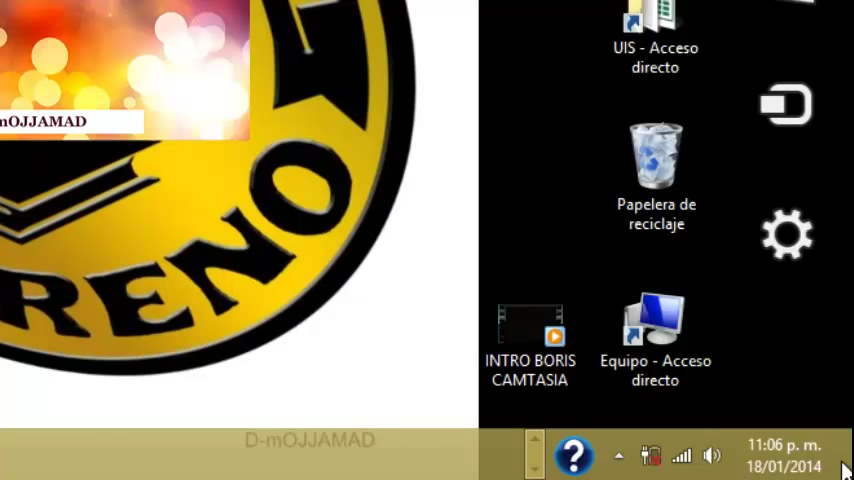 mOJJAMAD
RENO
UIS - Acceso
directo
Papelera de
reciclaje
INTRO BORIS
CAMTASIA
Equipo - Acceso
directo
D-mOJJAMAD
?
11:06 p. m.
18/01/2014